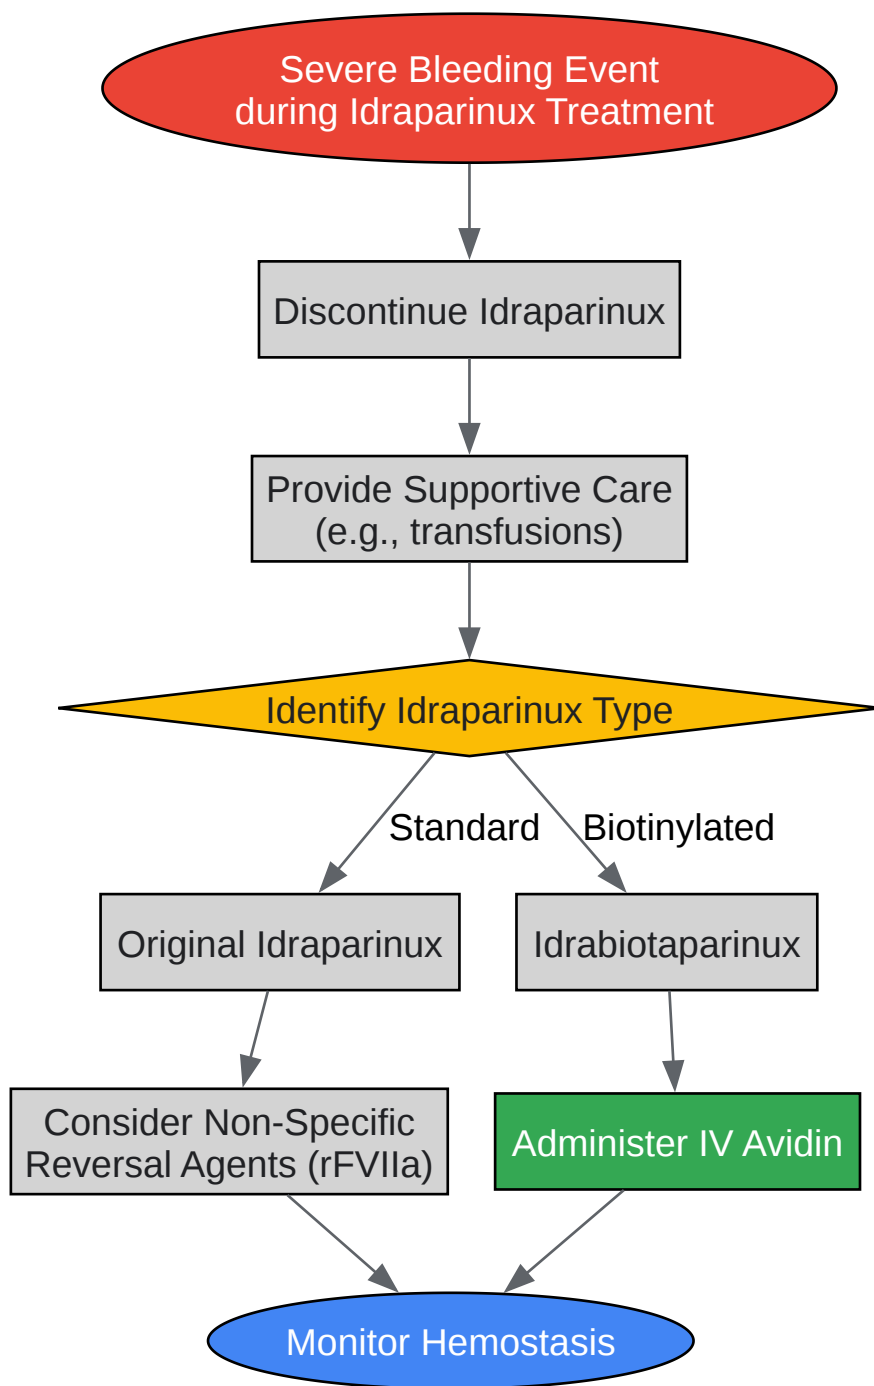 Severe Bleeding Event
during Idraparinux Treatment
Discontinue Idraparinux
Provide Supportive Care
(e.g., transfusions)
Identify Idraparinux Type
Standard
Biotinylated
Original Idraparinux
Idrabiotaparinux
Consider Non-Specific
Reversal Agents (rFVIIa)
Administer IV Avidin
Monitor Hemostasis